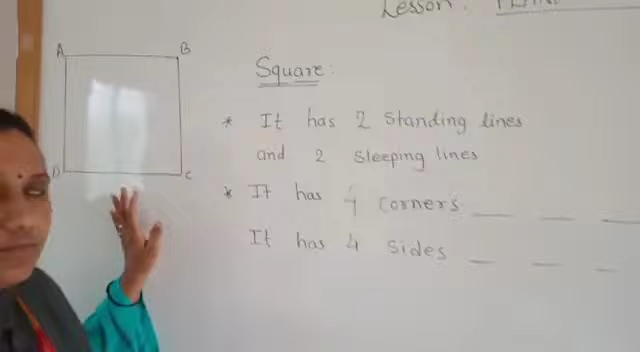 Lesson:
A B
Square:
* It has 2 standing lines
and 2 sleeping lines
D C
* It has 4 corners _ _ _
It has 4 sides _ _ _